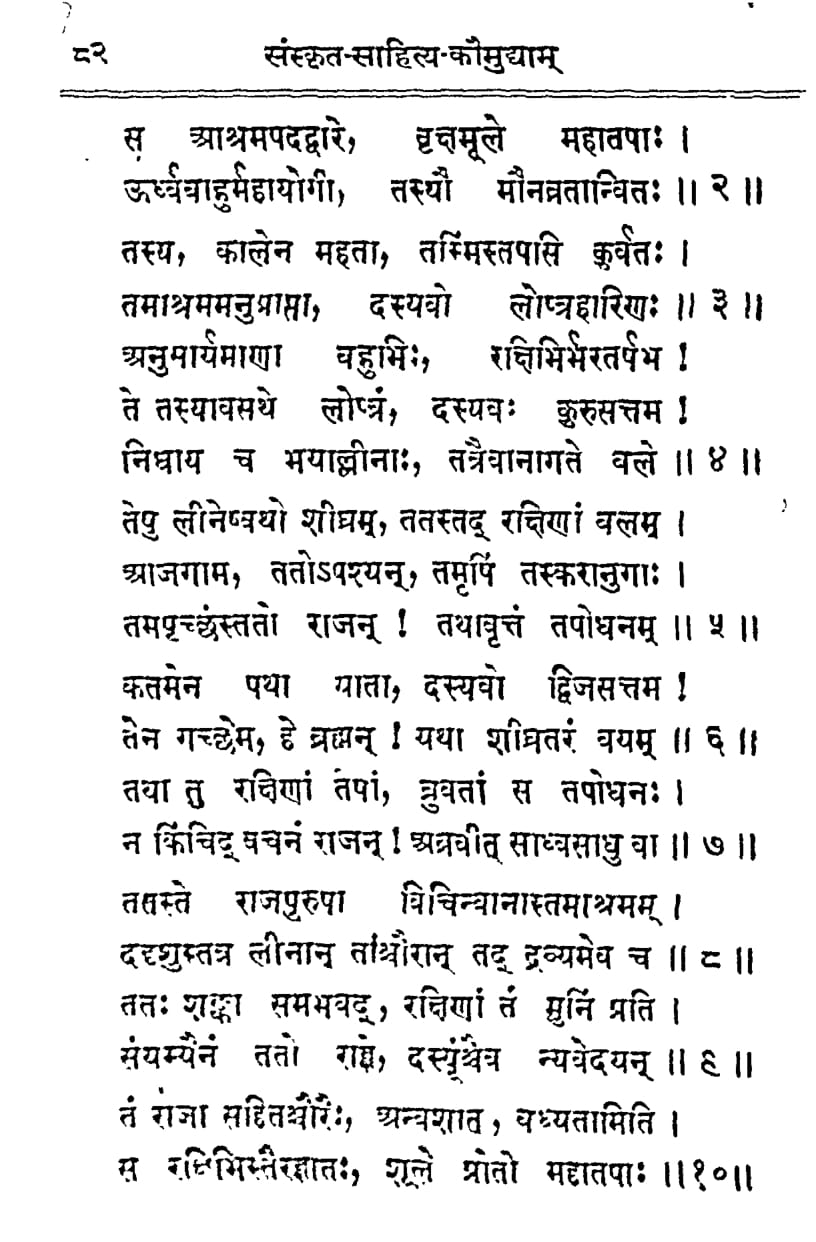 ८२ संस्कृत-साहित्य-कौमुद्याम्
स आश्रमपदद्वारे, वृक्षमूले महातपाः ।
ऊर्ध्वबाहुर्महायोगी, तस्थौ मौनव्रतान्वितः ॥ २ ॥
तस्य, कालेन महता, तस्मिंस्तपसि कुर्वतः ।
तमाश्रममनुप्राप्ता, दस्यवो लोप्त्रहारिणः ॥ ३ ॥
अनुसार्यमाणा बहुभिः, रक्षिभिर्भरतर्षभ !
ते तस्यावसथे लोप्त्रं, दस्यवः कुरुसत्तम !
निधाय च भयाल्लीनाः, तत्रैवानागते बले ॥ ४ ॥
तेषु लीनेष्वथो शीघ्रम्, ततस्तद् रक्षिणां बलम् ।
आजगाम, ततोऽपश्यन्, तमृषिं तस्करानुगाः ।
तमपृच्छंस्ततो राजन् ! तथावृत्तं तपोधनम् ॥ ५ ॥
कतमेन पथा याता, दस्यवो द्विजसत्तम !
तेन गच्छेम, हे ब्रह्मन् ! यथा शीघ्रतरं वयम् ॥ ६ ॥
तथा तु रक्षिणां तेषां, ब्रुवतां स तपोधनः ।
न किंचिद् वचनं राजन् ! अब्रवीत् साध्वसाधु वा ॥ ७ ॥
ततस्ते राजपुरुषा विचिन्वानास्तमाश्रमम् ।
ददृशुस्तत्र लीनान् तांश्चौरान् तद् द्रव्यमेव च ॥ ८ ॥
ततः शङ्का समभवद्, रक्षिणां तं मुनिं प्रति ।
संयम्यैनं ततो राज्ञे, दस्यूंश्चैव न्यवेदयन् ॥ ९ ॥
तं राजा सहितश्चौरैः, अन्वशात्, वध्यतामिति ।
स रक्षिभिस्तैरज्ञातः, शूले प्रोतो महातपाः ॥१०॥